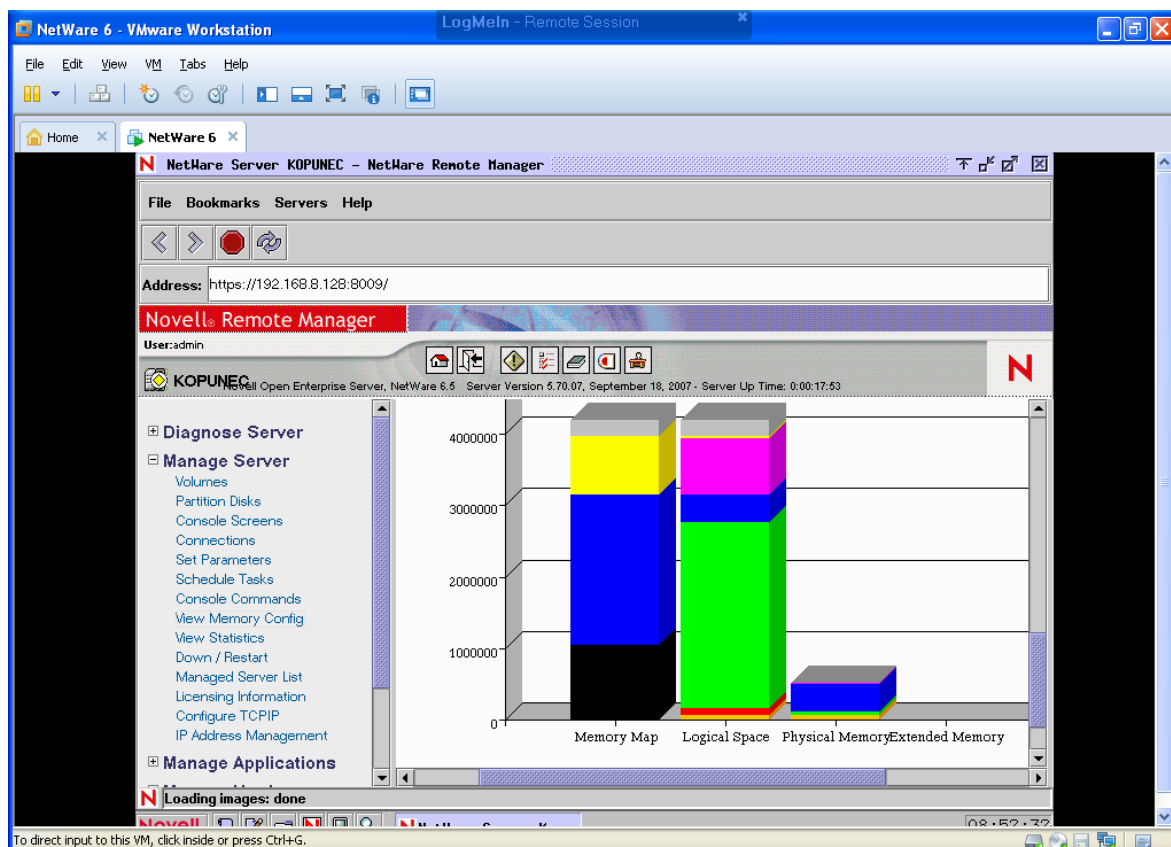 LogMeIn - Remote Session
NetWare 6 - VMware Workstation
File Edit View VM Tabs Help
Home
NetWare 6
NetWare Server KOPUNEC - NetWare Remote Manager
File Bookmarks Servers Help
Address: https://192.168.8.128:8009/
Novell® Remote Manager
User:admin
KOPUNEC
Novell Open Enterprise Server, NetWare 6.5 Server Version 5.70.07, September 18, 2007 - Server Up Time: 0:00:17:53
N
Diagnose Server
Manage Server
Volumes
Partition Disks
Console Screens
Connections
Set Parameters
Schedule Tasks
Console Commands
View Memory Config
View Statistics
Down / Restart
Managed Server List
Licensing Information
Configure TCPIP
IP Address Management
Manage Applications
4000000
3000000
2000000
1000000
0
Memory Map Logical Space Physical Memory Extended Memory
N Loading images: done
Novell
08:52:32
To direct input to this VM, click inside or press Ctrl+G.